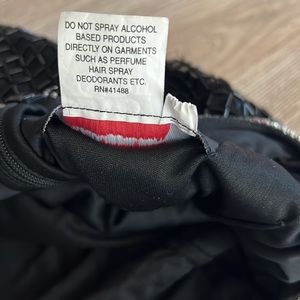 DO NOT SPRAY ALCOHOL
BASED PRODUCTS
DIRECTLY ON GARMENTS
SUCH AS PERFUME
HAIR SPRAY
DEODORANTS ETC.
RN#41488